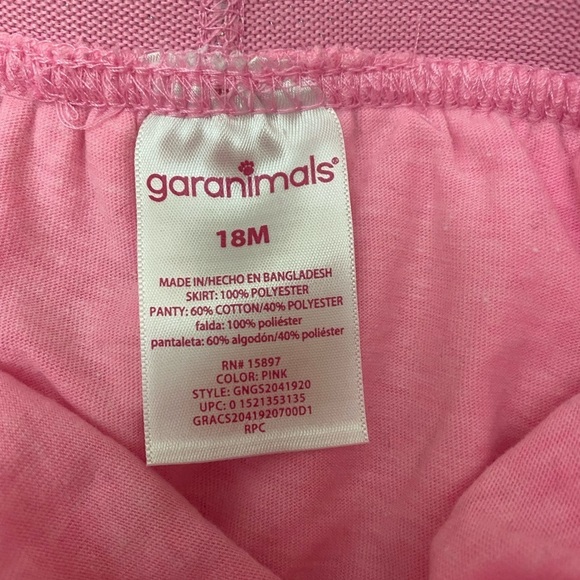 garanimals®
18M
MADE IN/HECHO EN BANGLADESH
SKIRT: 100% POLYESTER
PANTY: 60% COTTON/40% POLYESTER
falda: 100% poliéster
pantaleta: 60% algodón/40% poliéster
RN# 15897
COLOR: PINK
STYLE: GNGS2041920
UPC: 0 1521353135
GRACS2041920700D1
RPC